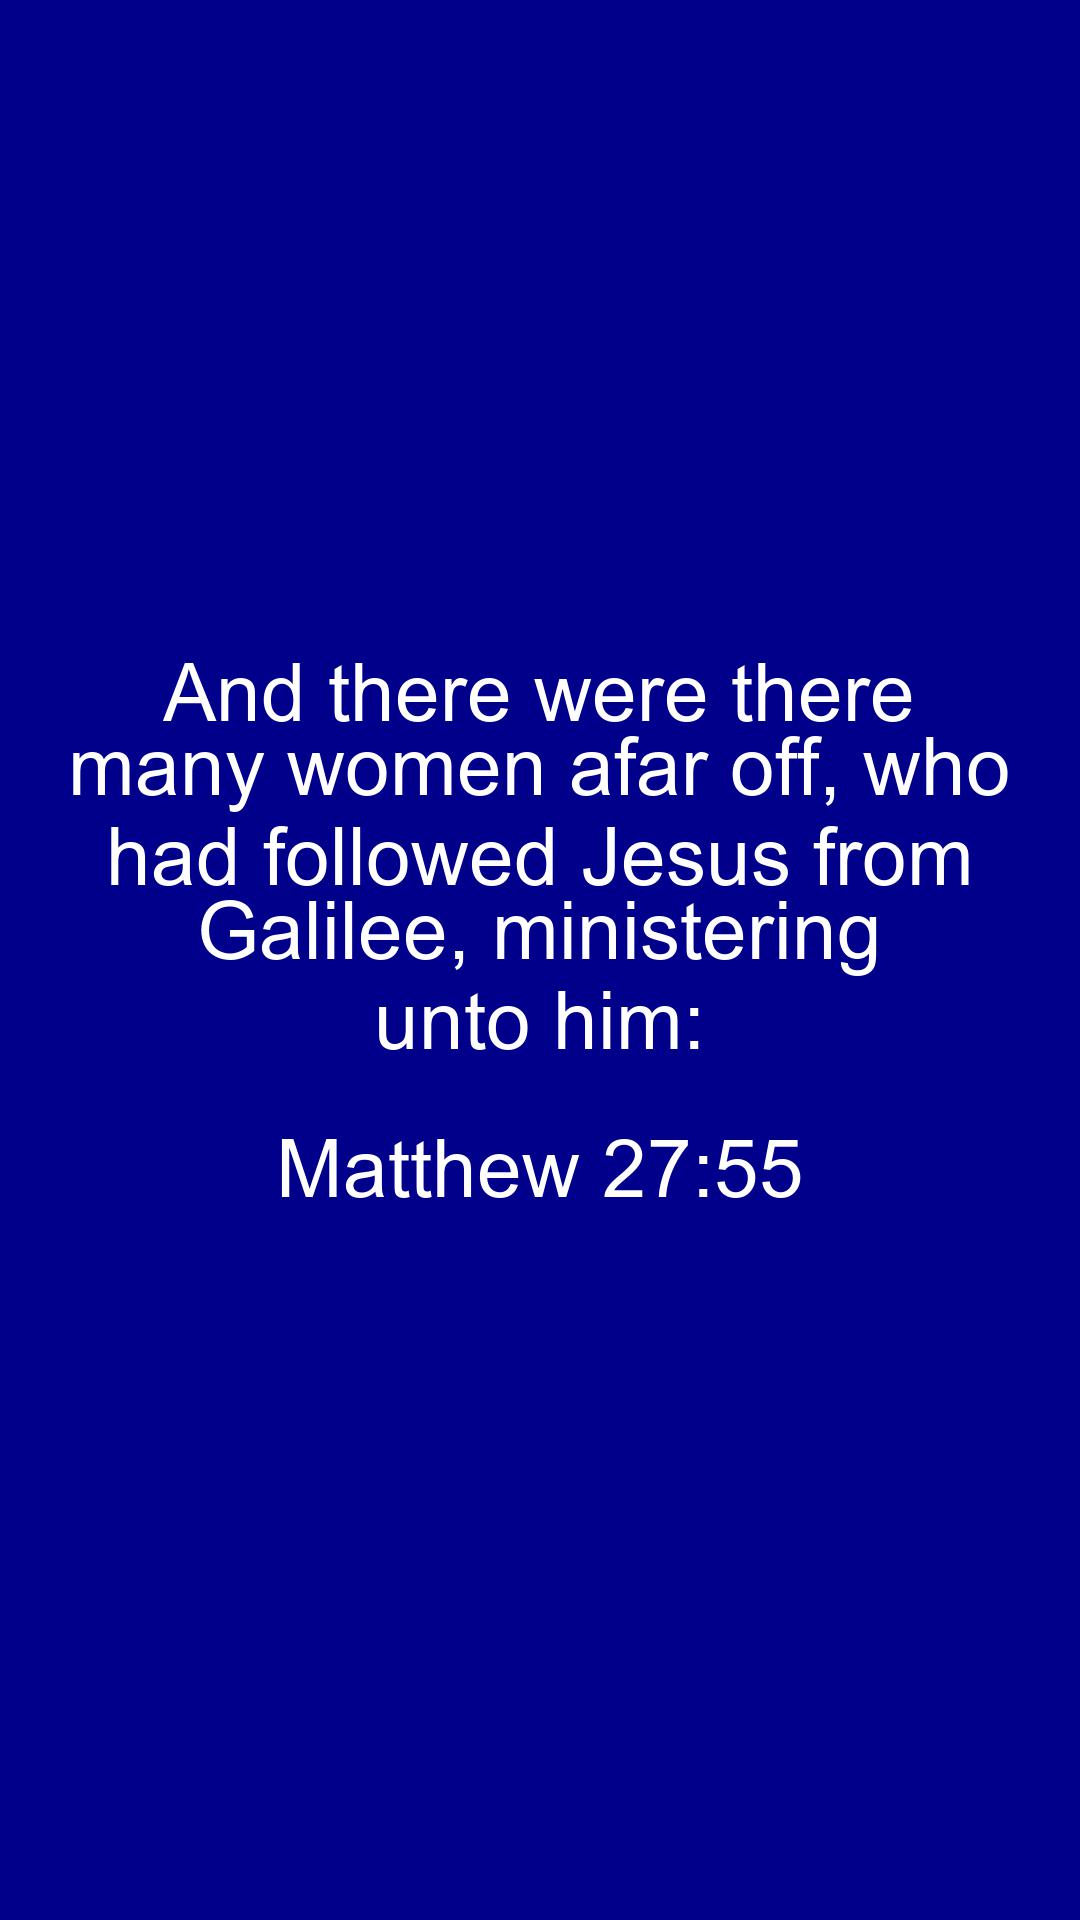 And there were there
many women afar off, who
had followed Jesus from
Galilee, ministering
unto him:
Matthew 27:55